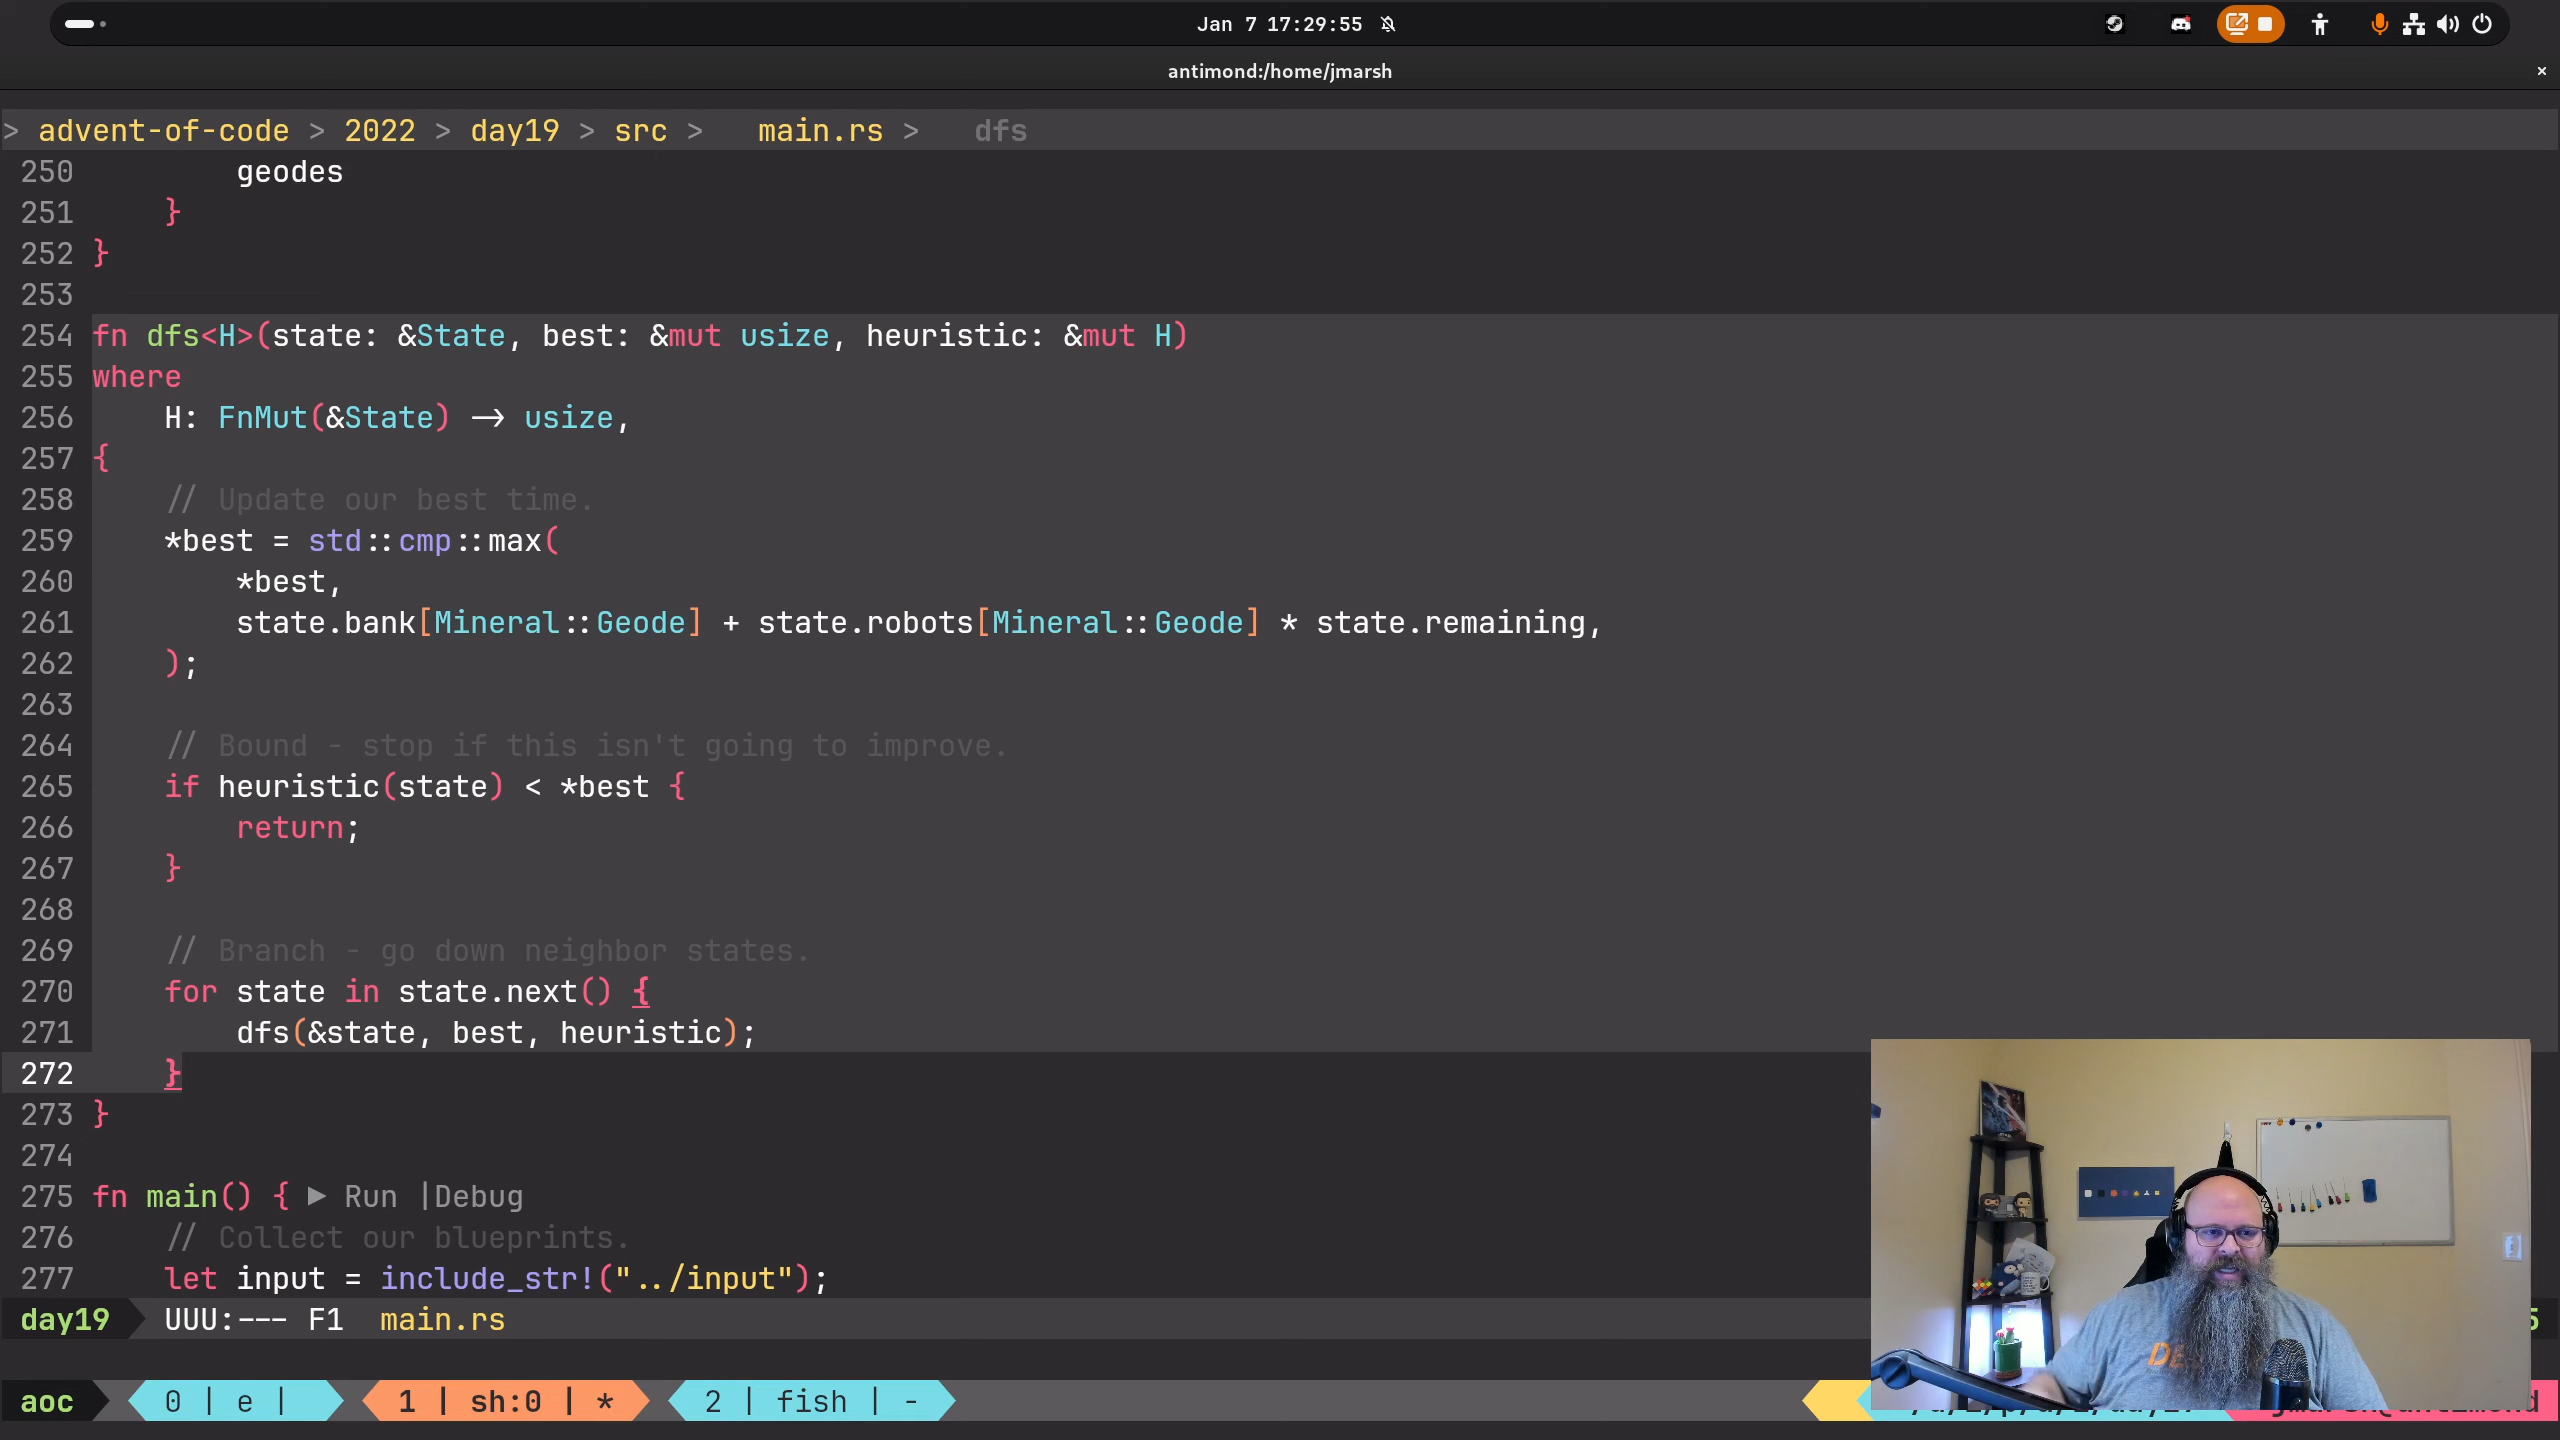 Jan 7 17:29:55
antimond:/home/jmarsh
> advent-of-code > 2022 > day19 > src > main.rs > dfs
250 geodes
251 }
252 }
253
254 fn dfs<H>(state: &State, best: &mut usize, heuristic: &mut H)
255 where
256 H: FnMut(&State) -> usize,
257 {
258 // Update our best time.
259 *best = std::cmp::max(
260 *best,
261 state.bank[Mineral::Geode] + state.robots[Mineral::Geode] * state.remaining,
262 );
263
264 // Bound - stop if this isn't going to improve.
265 if heuristic(state) < *best {
266 return;
267 }
268
269 // Branch - go down neighbor states.
270 for state in state.next() {
271 dfs(&state, best, heuristic);
272 }
273 }
274
275 fn main() { ▶ Run |Debug
276 // Collect our blueprints.
277 let input = include_str!("../input");
day19 UUU:--- F1 main.rs
aoc 0 | e | 1 | sh:0 | * 2 | fish | -